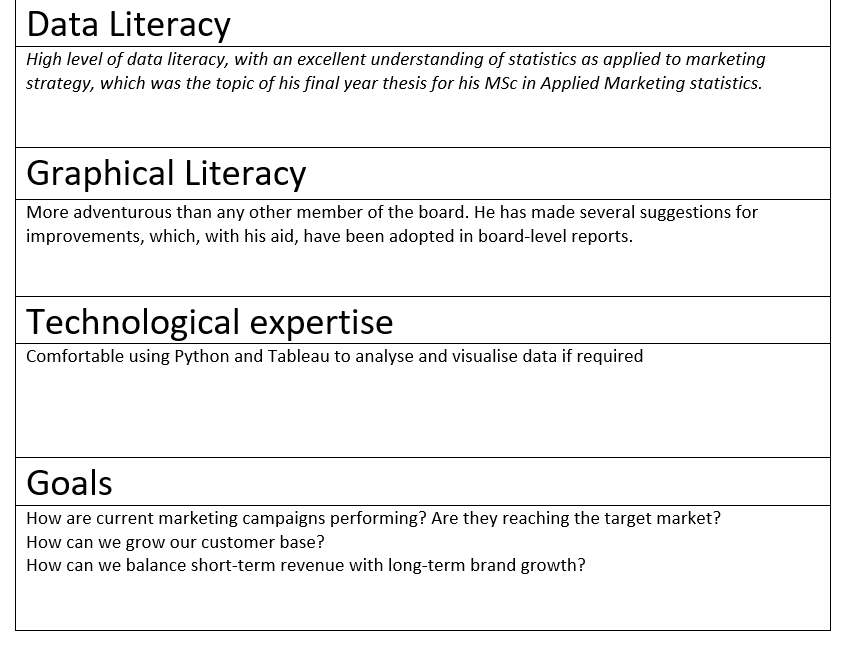 Data Literacy
High level of data literacy, with an excellent understanding of statistics as applied to marketing
strategy, which was the topic of his final year thesis for his MSc in Applied Marketing statistics.
Graphical Literacy
More adventurous than any other member of the board. He has made several suggestions for
improvements, which, with his aid, have been adopted in board-level reports.
Technological expertise
Comfortable using Python and Tableau to analyse and visualise data if required
Goals
How are current marketing campaigns performing? Are they reaching the target market?
How can we grow our customer base?
How can we balance short-term revenue with long-term brand growth?